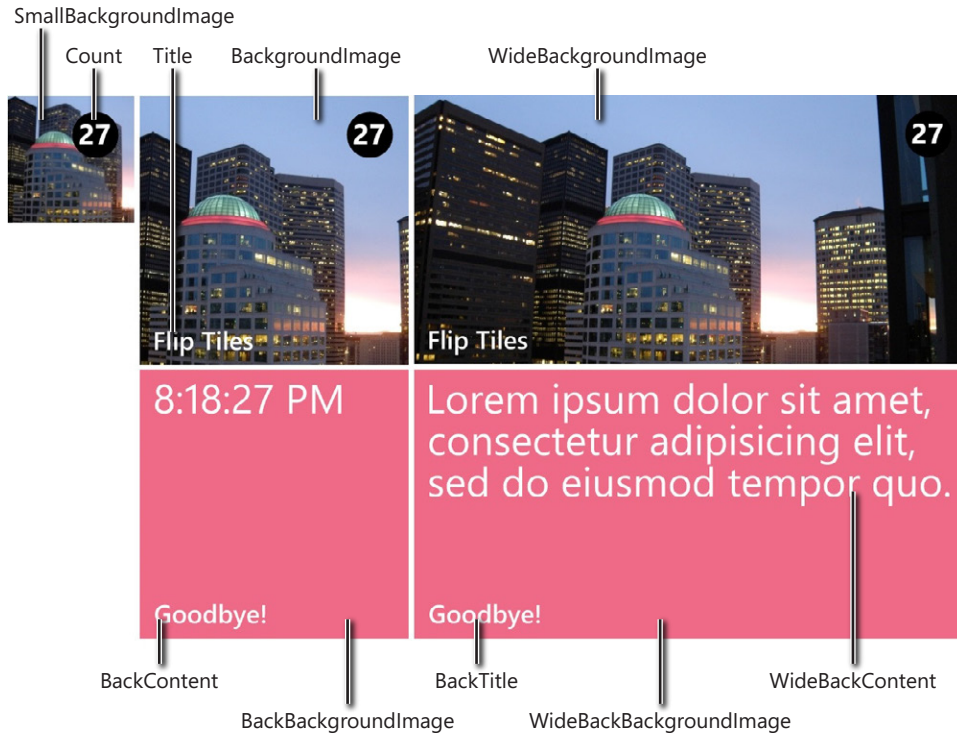 SmallBackgroundImage
Count Title BackgroundImage WideBackgroundImage
27 27 27
Flip Tiles Flip Tiles
8:18:27 PM
Lorem ipsum dolor sit amet,
consectetur adipisicing elit,
sed do eiusmod tempor quo.
Goodbye! Goodbye!
BackContent BackTitle WideBackContent
BackBackgroundImage WideBackBackgroundImage